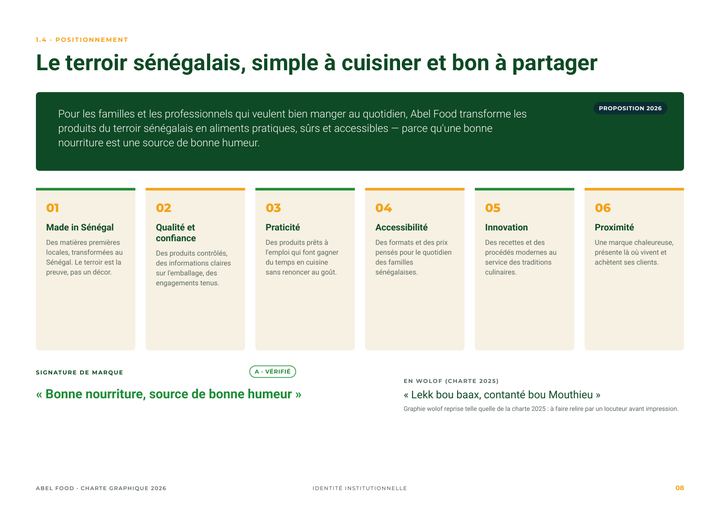 1.4 - POSITIONNEMENT
Le terroir sénégalais, simple à cuisiner et bon à partager
PROPOSITION 2026
Pour les familles et les professionnels qui veulent bien manger au quotidien, Abel Food transforme les
produits du terroir sénégalais en aliments pratiques, sûrs et accessibles — parce qu'une bonne
nourriture est une source de bonne humeur.
01
Made in Sénégal
Des matières premières
locales, transformées au
Sénégal. Le terroir est la
preuve, pas un décor.
02
Qualité et
confiance
Des produits contrôlés,
des informations claires
sur l'emballage, des
engagements tenus.
03
Praticité
Des produits prêts à
l'emploi qui font gagner
du temps en cuisine
sans renoncer au goût.
04
Accessibilité
Des formats et des prix
pensés pour le quotidien
des familles
sénégalaises.
05
Innovation
Des recettes et des
procédés modernes au
service des traditions
culinaires.
06
Proximité
Une marque chaleureuse,
présente là où vivent et
achètent ses clients.
SIGNATURE DE MARQUE
A - VÉRIFIÉ
« Bonne nourriture, source de bonne humeur »
EN WOLOF (CHARTE 2025)
« Lekk bou baax, contanté bou Mouthieu »
Graphie wolof reprise telle quelle de la charte 2025 : à faire relire par un locuteur avant impression.
ABEL FOOD - CHARTE GRAPHIQUE 2026
IDENTITÉ INSTITUTIONNELLE
08